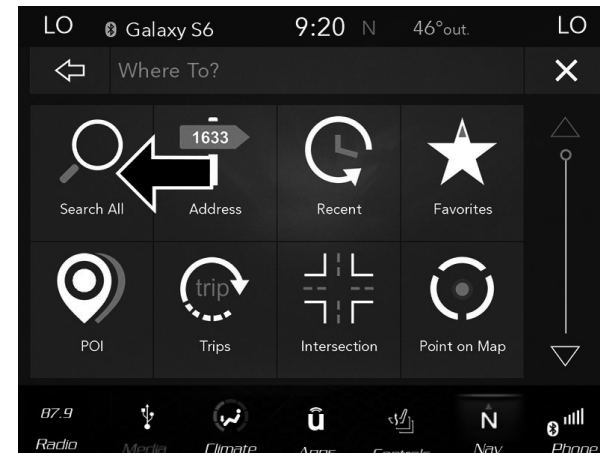 LO Galaxy S6 9:20 N 46°out. LO
Where To?
1633
Search All Address Recent Favorites
trip
POI Trips Intersection Point on Map
87.9
Radio Media Climate Apps Controls Nav Phone